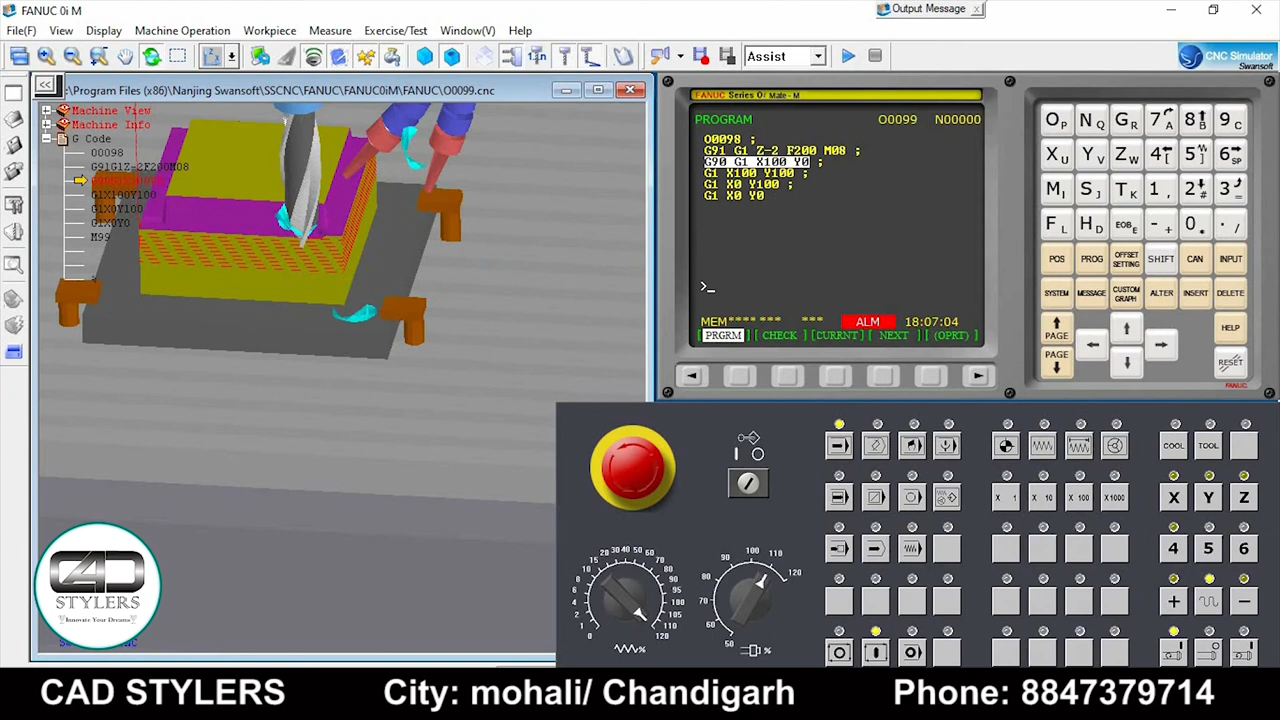 FANUC 0i M
Output Message
File(F) View Display Machine Operation Workpiece Measure Exercise/Test Window(V) Help
Assist
CNC Simulator
Swansoft
<< :\Program Files (x86)\Nanjing Swansoft\SSCNC\FANUC\FANUC0iM\FANUC\O0099.cnc
Machine View
Machine Info
G Code
O0098
G91G1Z-2F200M08
G1X100Y100
G1X0Y100
G1X0Y0
M99
FANUC Series 0i Mate-M
PROGRAM O0099 N00000
O0098 ;
G91 G1 Z-2 F200 M08 ;
G90 G1 X100 Y0 ;
G1 X100 Y100 ;
G1 X0 Y100 ;
G1 X0 Y0
>_
MEM**** *** *** ALM 18:07:04
[ PRGRM ] [ CHECK ] [CURRNT] [ NEXT ] [ (OPRT) ]
OP NQ GR 7A 8B 9C
XU YV ZW 4[ 5] 6SP
MI SJ TK 1, 2# 3=
FL HD EOBE -+ 0* ./
POS PROG OFFSET SETTING SHIFT CAN INPUT
SYSTEM MESSAGE CUSTOM GRAPH ALTER INSERT DELETE
PAGE HELP
PAGE RESET
FANUC
COOL TOOL
X 1 X 10 X 100 X1000 X Y Z
4 5 6
+ −
0 1 2 4 6 8 10 15 20 30 40 50 60 70 80 90 95 100 105 110 120
%
50 60 70 80 90 100 110 120
%
CAD
STYLERS
Innovate Your Dreams
CAD STYLERS City: mohali/ Chandigarh Phone: 8847379714